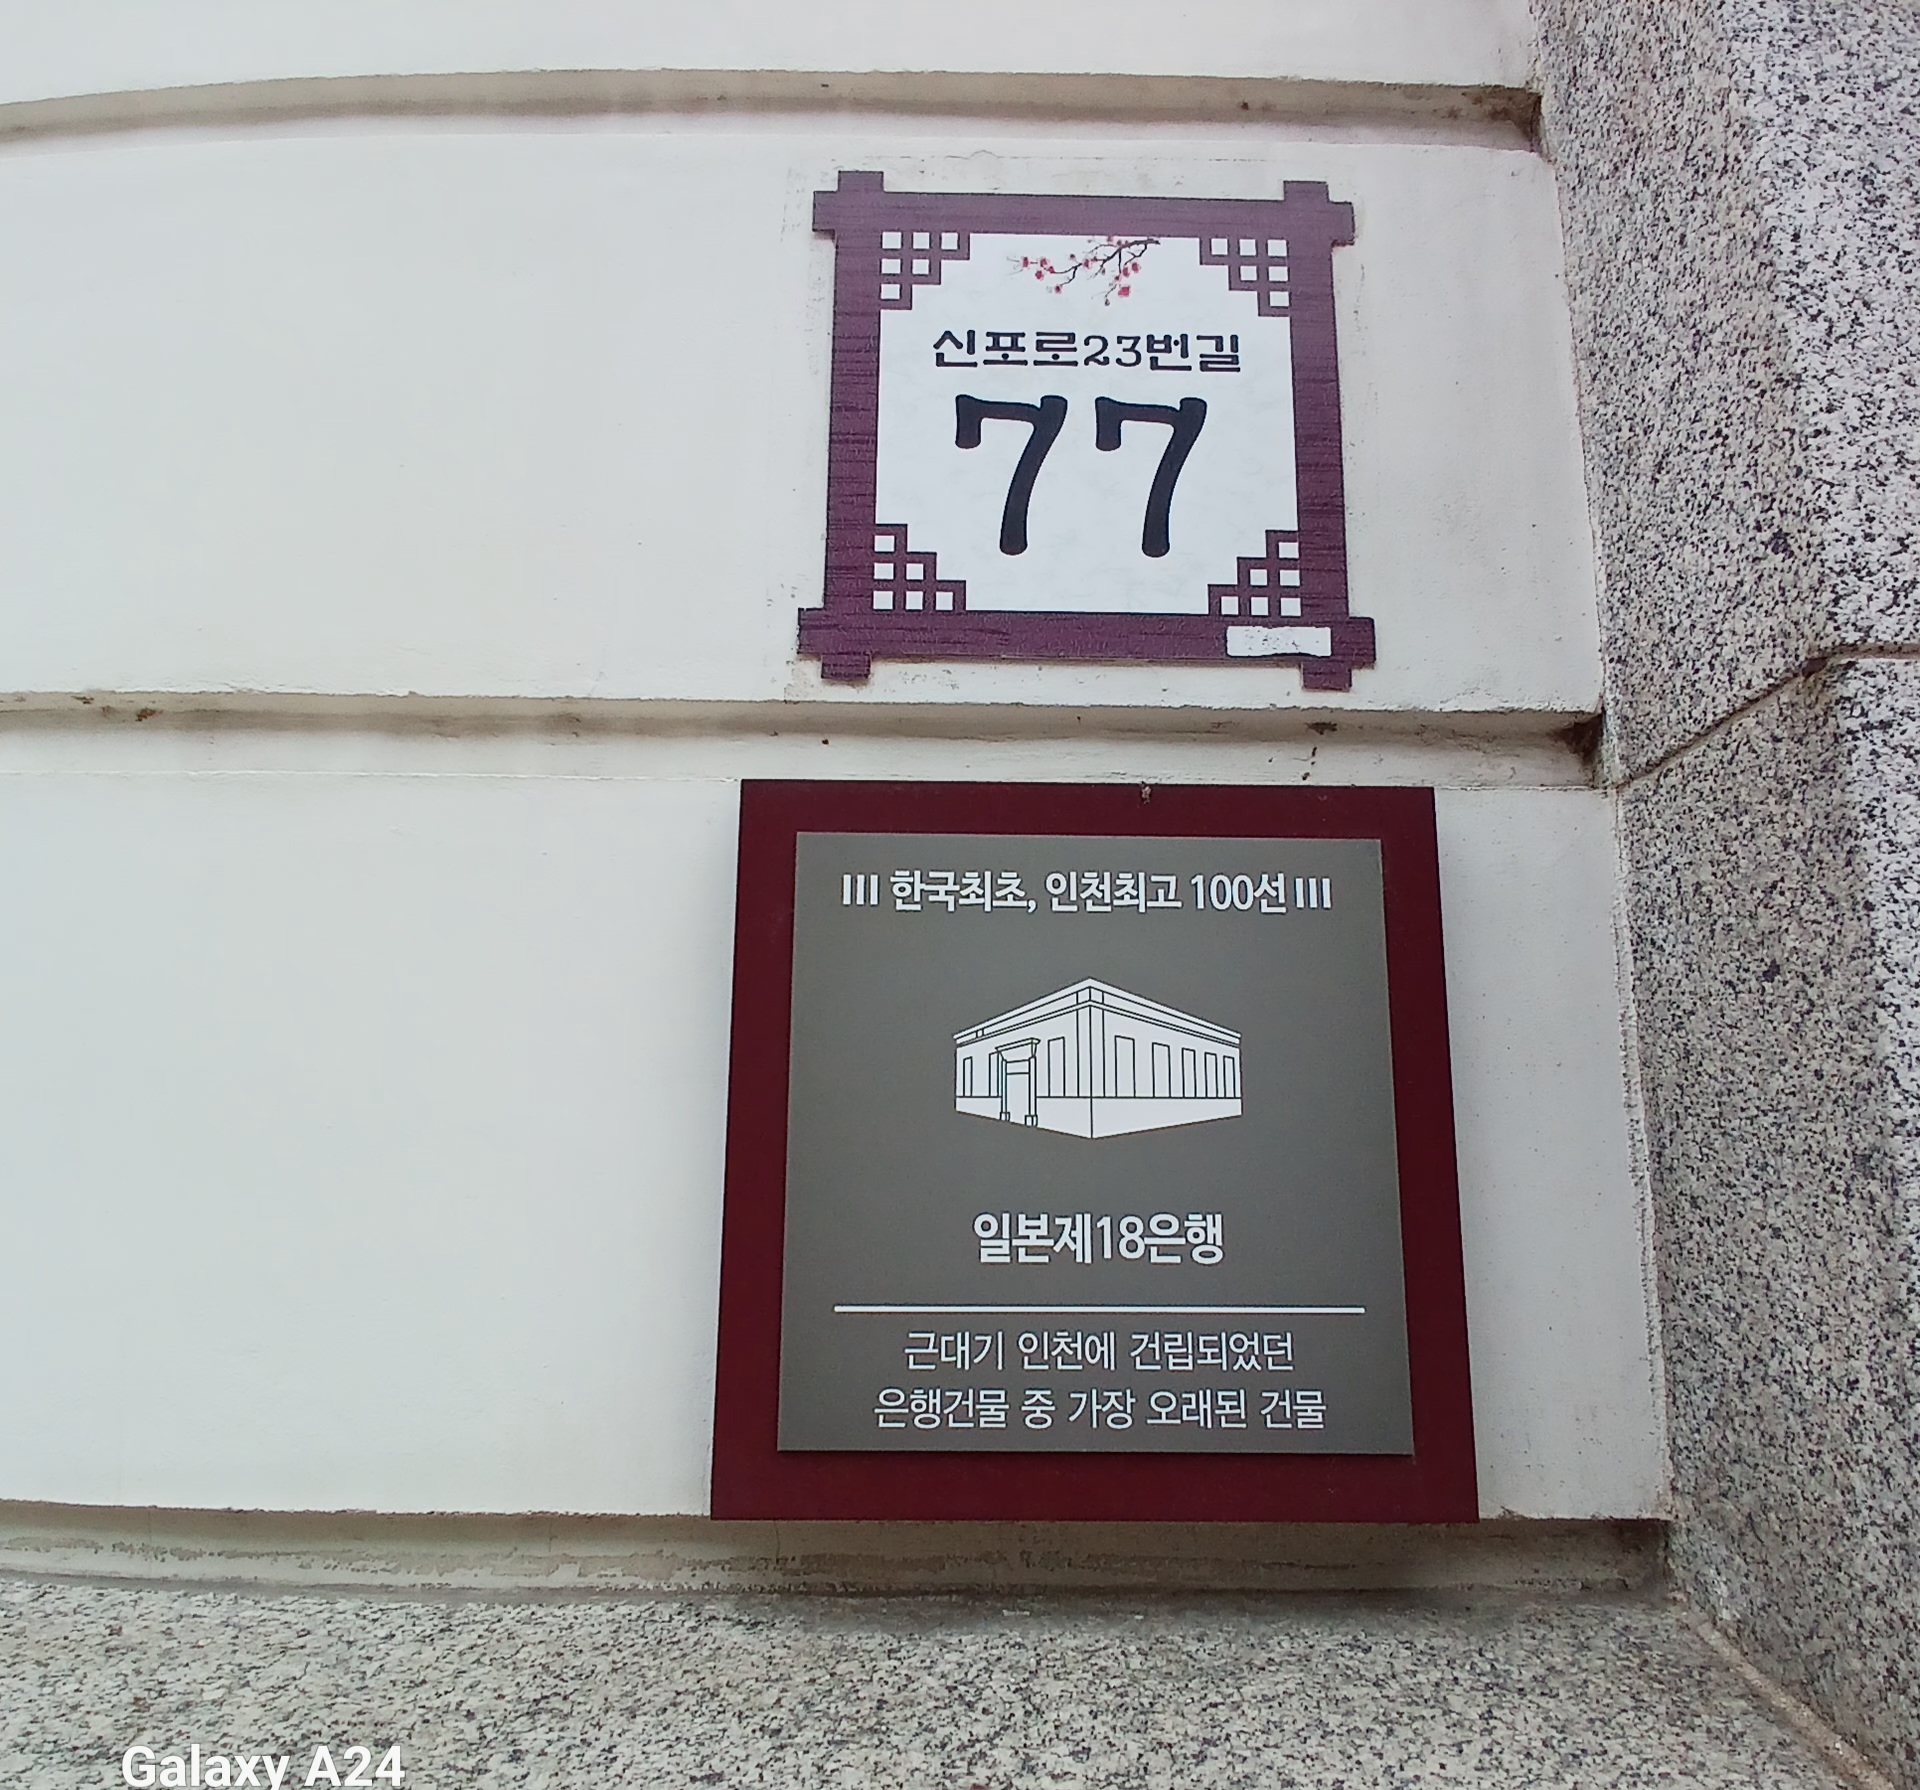 신포로23번길
77
한국최초, 인천최고 100선
일본제18은행
근대기 인천에 건립되었던
은행건물 중 가장 오래된 건물
Galaxy A24